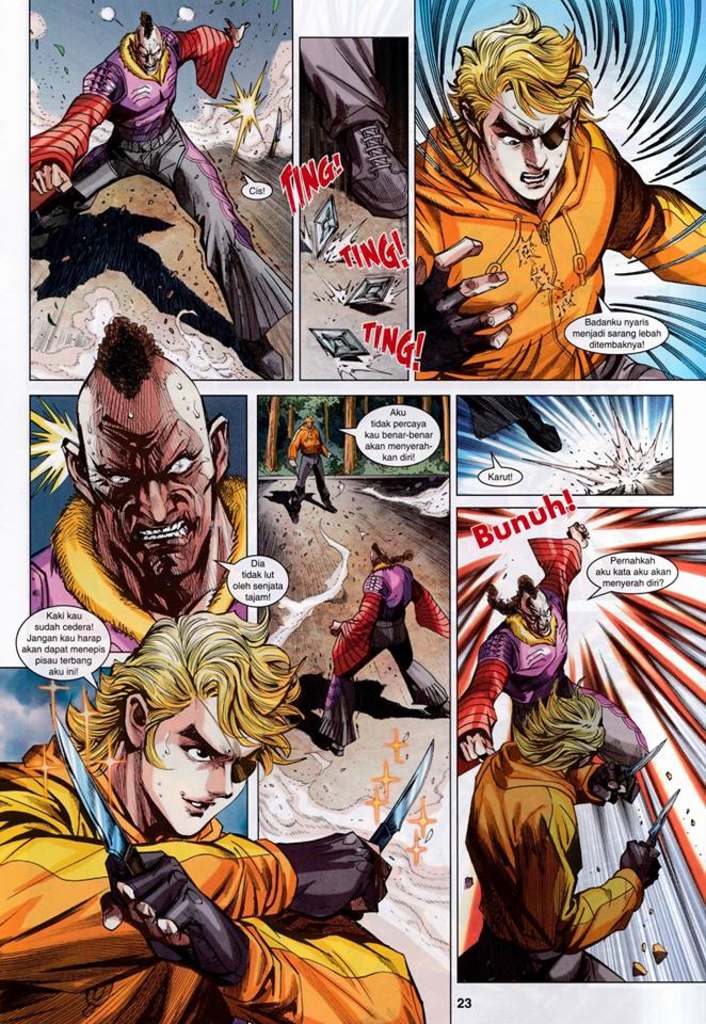 Cis!
TING!
TING!
TING!
Badanku nyaris
menjadi sarang lebah
ditembaknya!
Dia
tidak lut
oleh senjata
tajam!
Aku
tidak percaya
kau benar-benar
akan menyerah-
kan diri!
Kaki kau
sudah cedera!
Jangan kau harap
akan dapat menepis
pisau terbang
aku ini!
Karut!
Bunuh!
Pernahkah
aku kata aku akan
menyerah diri?
23